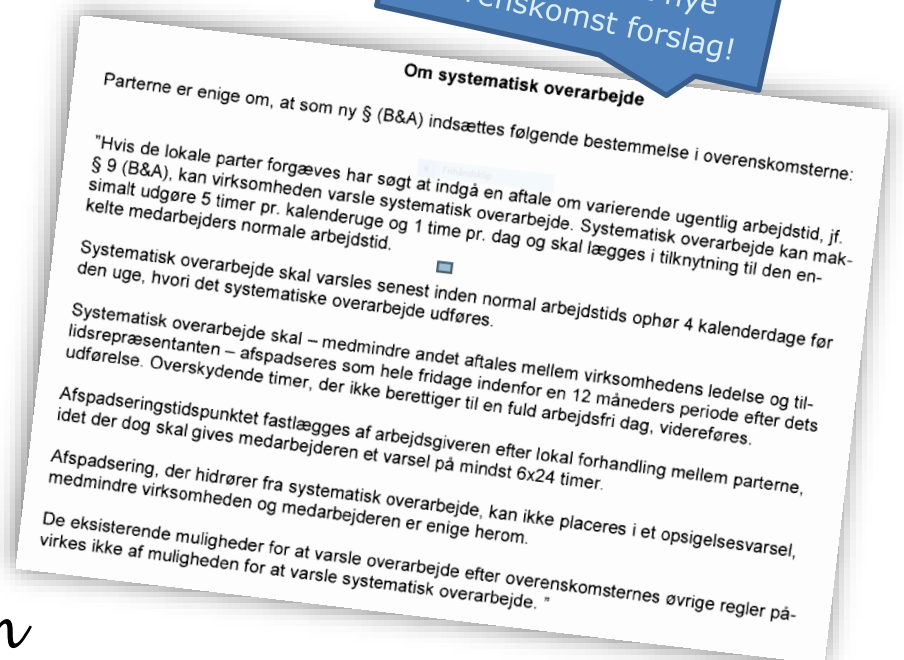 nye
forslag!
Om systematisk overarbejde
Parterne er enige om, at som ny § (B&A) indsættes følgende bestemmelse i overenskomsterne:
"Hvis de lokale parter forgæves har søgt at indgå en aftale om varierende ugentlig arbejdstid, jf.
§ 9 (B&A), kan virksomheden varsle systematisk overarbejde. Systematisk overarbejde kan mak-
simalt udgøre 5 timer pr. kalenderuge og 1 time pr. dag og skal lægges i tilknytning til den en-
kelte medarbejders normale arbejdstid.
Systematisk overarbejde skal varsles senest inden normal arbejdstids ophør 4 kalenderdage før
den uge, hvori det systematiske overarbejde udføres.
Systematisk overarbejde skal – medmindre andet aftales mellem virksomhedens ledelse og til-
lidsrepræsentanten – afspadseres som hele fridage indenfor en 12 måneders periode efter dets
udførelse. Overskydende timer, der ikke berettiger til en fuld arbejdsfri dag, videreføres.
Afspadseringstidspunktet fastlægges af arbejdsgiveren efter lokal forhandling mellem parterne,
idet der dog skal gives medarbejderen et varsel på mindst 6x24 timer.
Afspadsering, der hidrører fra systematisk overarbejde, kan ikke placeres i et opsigelsesvarsel,
medmindre virksomheden og medarbejderen er enige herom.
De eksisterende muligheder for at varsle overarbejde efter overenskomsternes øvrige regler på-
virkes ikke af muligheden for at varsle systematisk overarbejde. "